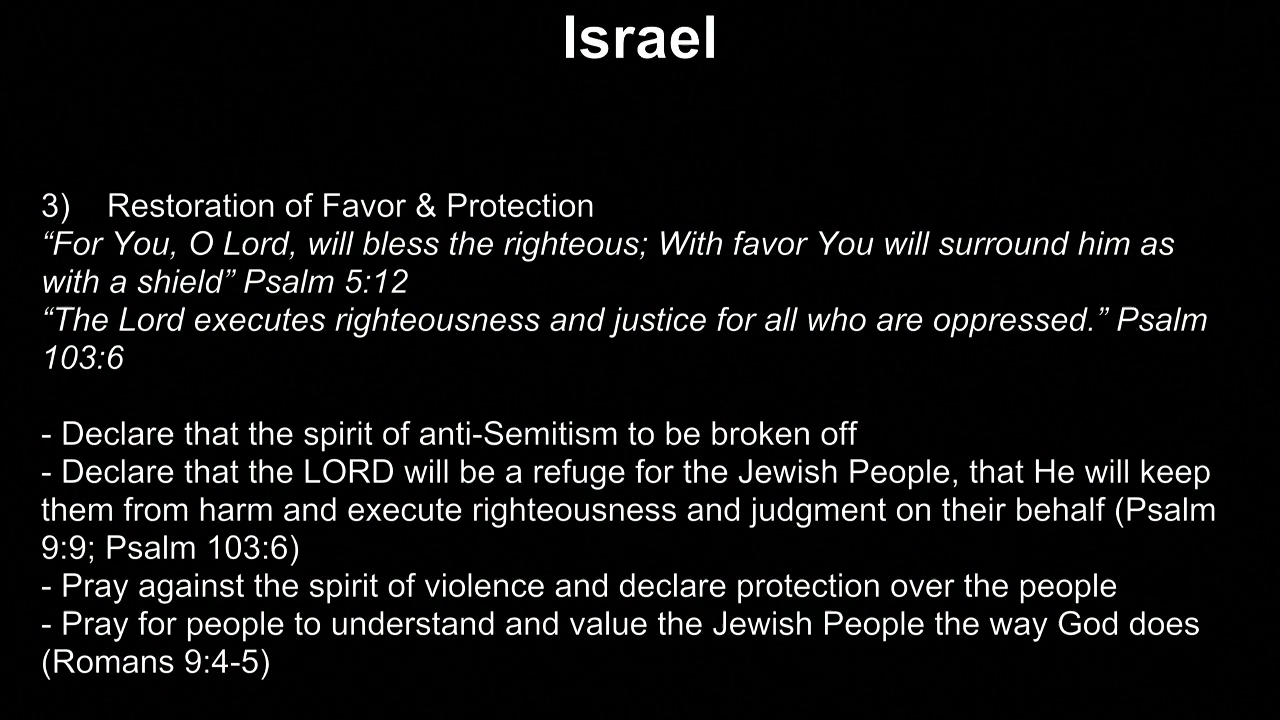 Israel
3) Restoration of Favor & Protection
“For You, O Lord, will bless the righteous; With favor You will surround him as
with a shield” Psalm 5:12
“The Lord executes righteousness and justice for all who are oppressed.” Psalm
103:6
- Declare that the spirit of anti-Semitism to be broken off
- Declare that the LORD will be a refuge for the Jewish People, that He will keep
them from harm and execute righteousness and judgment on their behalf (Psalm
9:9; Psalm 103:6)
- Pray against the spirit of violence and declare protection over the people
- Pray for people to understand and value the Jewish People the way God does
(Romans 9:4-5)